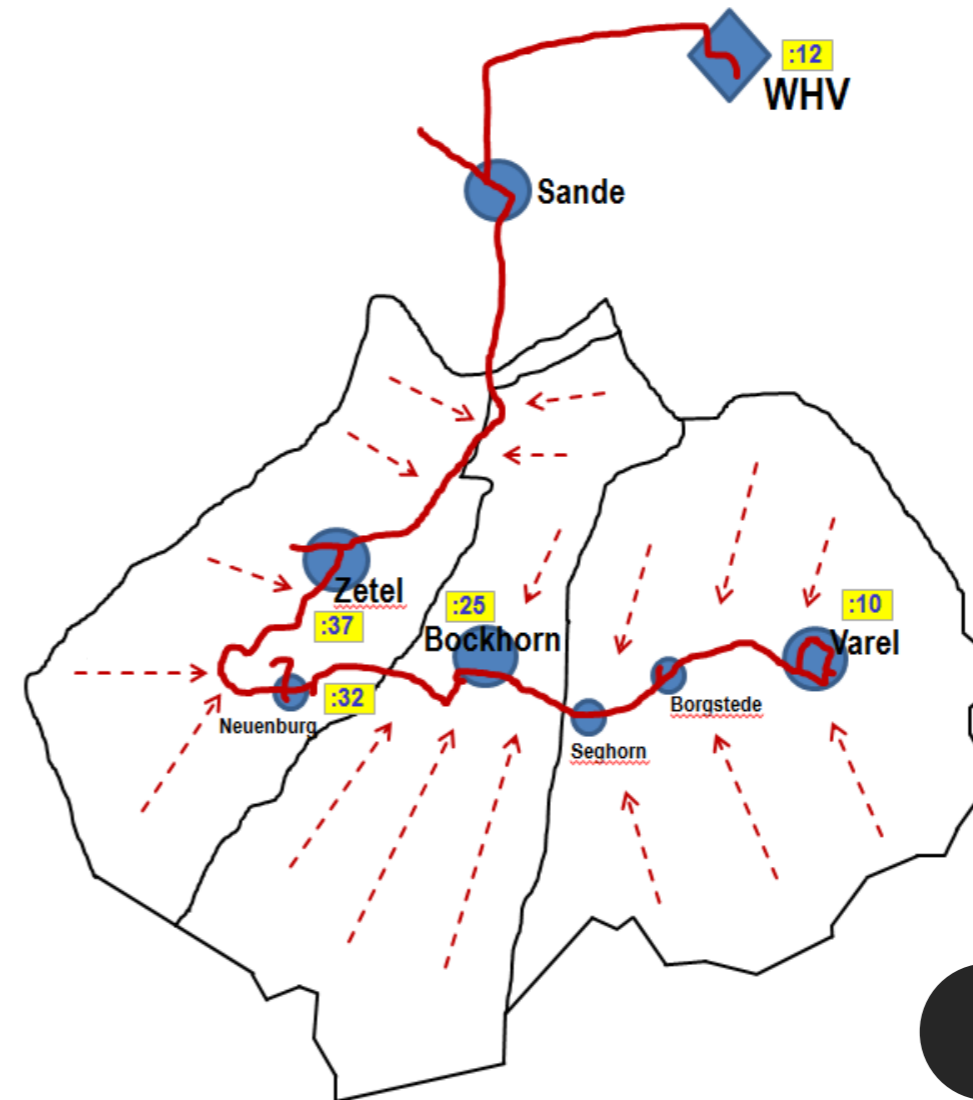 :12
WHV
Sande
Zetel
:37
:25
Bockhorn
:10
Varel
:32
Neuenburg
Borgstede
Seghorn